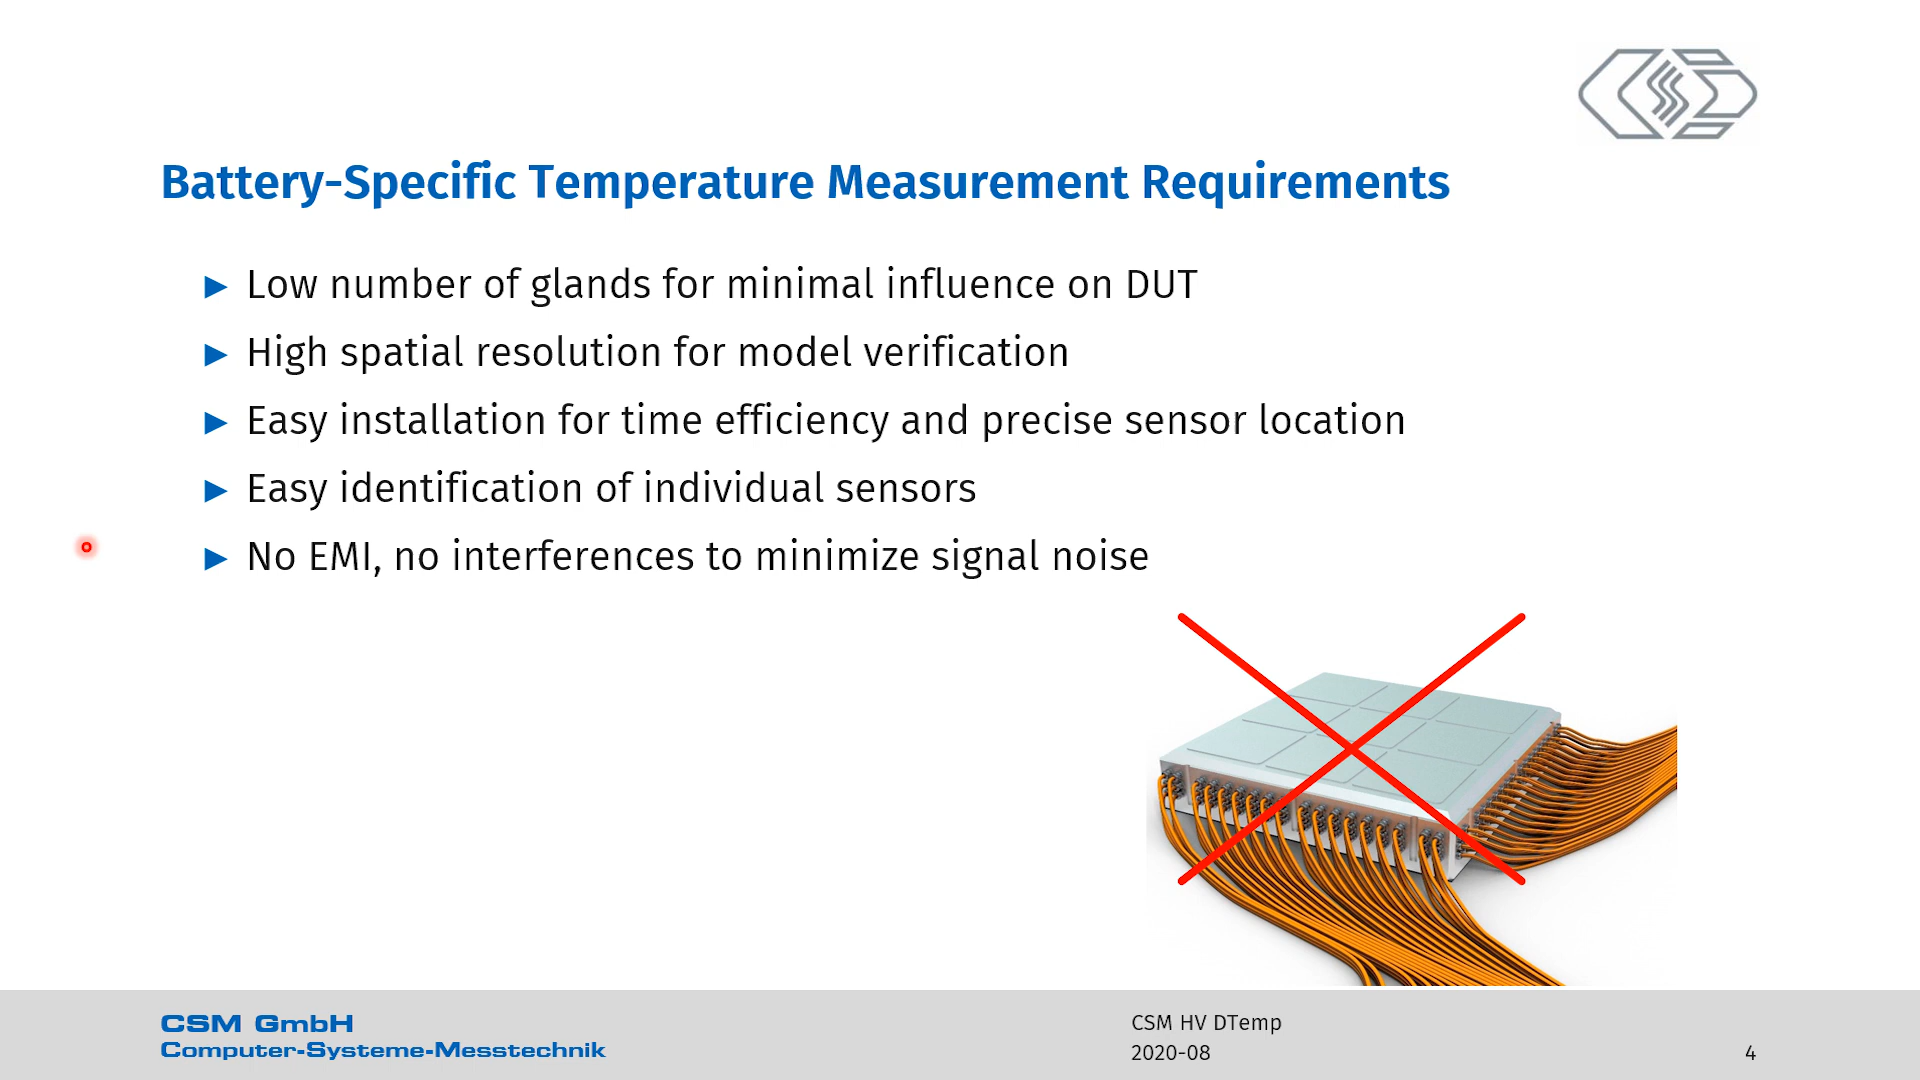 Battery-Specific Temperature Measurement Requirements
► Low number of glands for minimal influence on DUT
► High spatial resolution for model verification
► Easy installation for time efficiency and precise sensor location
► Easy identification of individual sensors
► No EMI, no interferences to minimize signal noise
CSM GmbH
Computer-Systeme-Messtechnik
CSM HV DTemp
2020-08
4